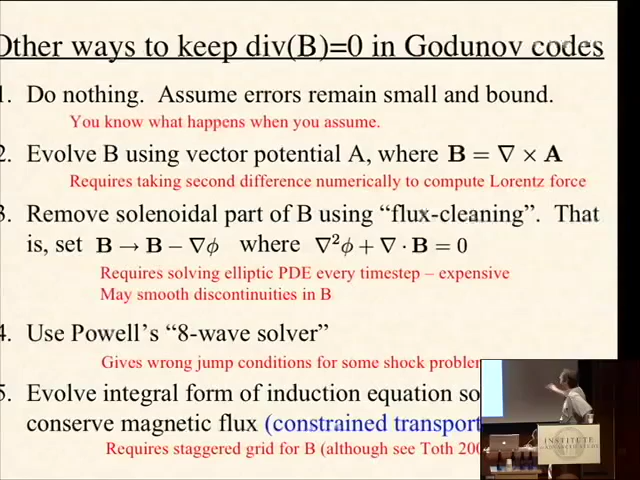 Other ways to keep div(B)=0 in Godunov codes
1. Do nothing. Assume errors remain small and bound.
You know what happens when you assume.
2. Evolve B using vector potential A, where B = ∇ × A
Requires taking second difference numerically to compute Lorentz force
3. Remove solenoidal part of B using “flux-cleaning”. That
is, set B → B − ∇ϕ where ∇²ϕ + ∇ · B = 0
Requires solving elliptic PDE every timestep – expensive
May smooth discontinuities in B
4. Use Powell’s “8-wave solver”
Gives wrong jump conditions for some shock
5. Evolve integral form of induction equation
conserve magnetic flux (constrained transport
Requires staggered grid for B (although see Toth
INSTITUTE